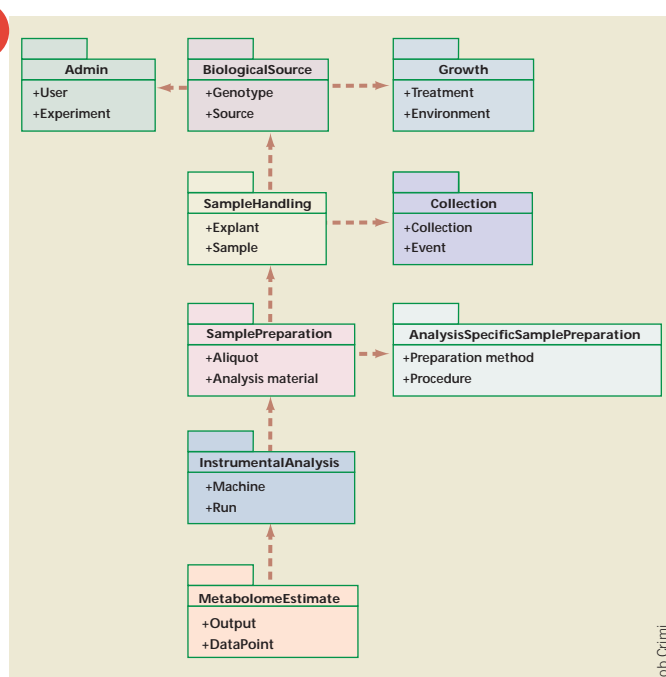 Admin
+User
+Experiment
BiologicalSource
+Genotype
+Source
Growth
+Treatment
+Environment
SampleHandling
+Explant
+Sample
Collection
+Collection
+Event
SamplePreparation
+Aliquot
+Analysis material
AnalysisSpecificSamplePreparation
+Preparation method
+Procedure
InstrumentalAnalysis
+Machine
+Run
MetabolomeEstimate
+Output
+DataPoint
Crimi